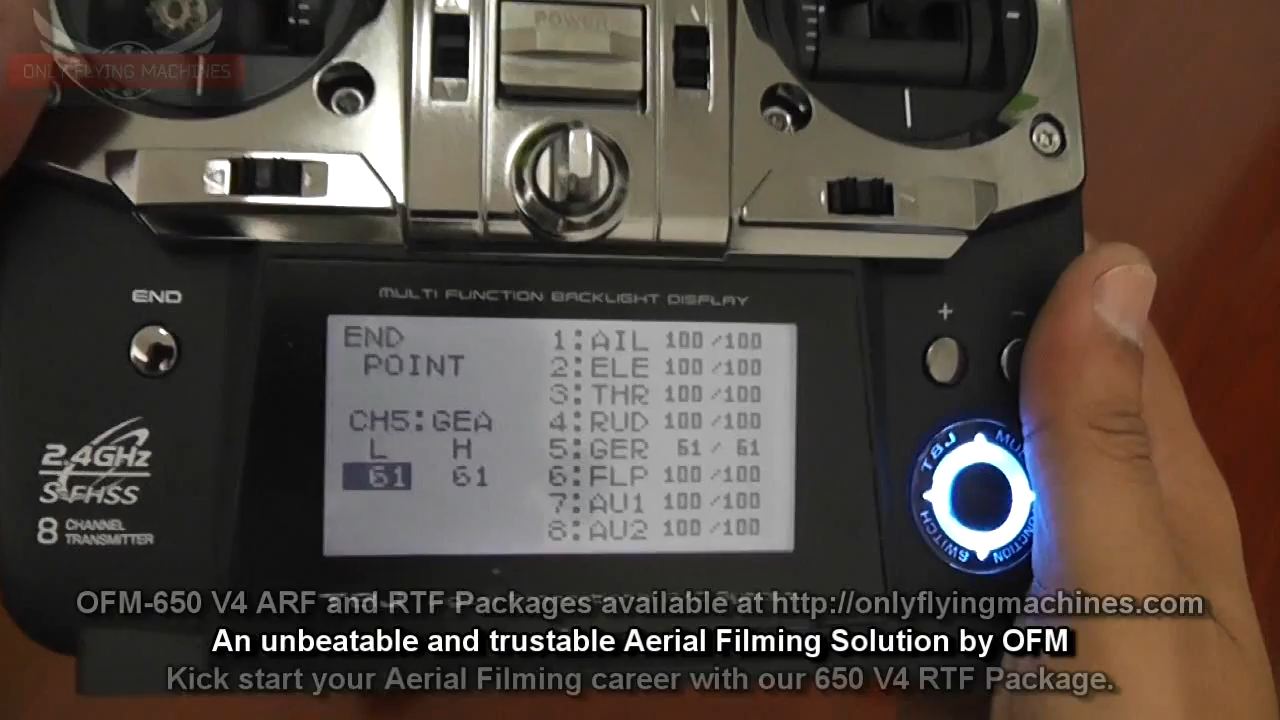 ONLY FLYING MACHINES
POWER
END
MULTI FUNCTION BACKLIGHT DISPLAY
+
-
END
POINT
CH5:GEA
L H
61 61
1:AIL 100/100
2:ELE 100/100
3:THR 100/100
4:RUD 100/100
5:GER 61/61
6:FLP 100/100
7:AU1 100/100
8:AU2 100/100
2.4GHz
S-FHSS
8 CHANNEL
TRANSMITTER
TBJ
SWITCH
OFM-650 V4 ARF and RTF Packages available at http://onlyflyingmachines.com
An unbeatable and trustable Aerial Filming Solution by OFM
Kick start your Aerial Filming career with our 650 V4 RTF Package.